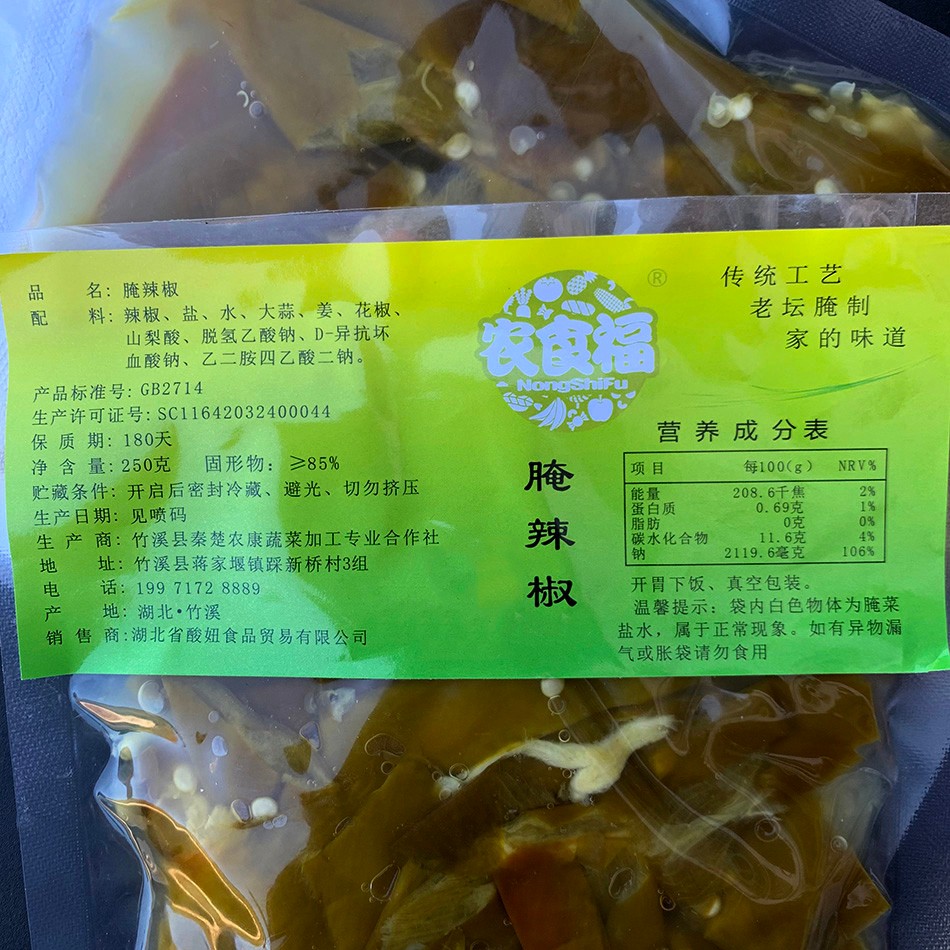 品 名: 腌辣椒
配 料: 辣椒、盐、水、大蒜、姜、花椒、
山梨酸、脱氢乙酸钠、D-异抗坏
血酸钠、乙二胺四乙酸二钠。
产品标准号: GB2714
生产许可证号: SC11642032400044
保 质 期: 180天
净 含 量: 250克 固形物: ≥85%
贮藏条件: 开启后密封冷藏、避光、切勿挤压
生产日期: 见喷码
生 产 商: 竹溪县秦楚农康蔬菜加工专业合作社
地 址: 竹溪县蒋家堰镇踩新桥村3组
电 话: 199 7172 8889
产 地: 湖北•竹溪
销 售 商:湖北省酸妞食品贸易有限公司
农食福
®
NongShiFu
腌
辣
椒
传统工艺
老坛腌制
家的味道
营养成分表
项目 每100(g) NRV%
能量 208.6千焦 2%
蛋白质 0.69克 1%
脂肪 0克 0%
碳水化合物 11.6克 4%
钠 2119.6毫克 106%
开胃下饭、真空包装。
温馨提示: 袋内白色物体为腌菜
盐水，属于正常现象。如有异物漏
气或胀袋请勿食用